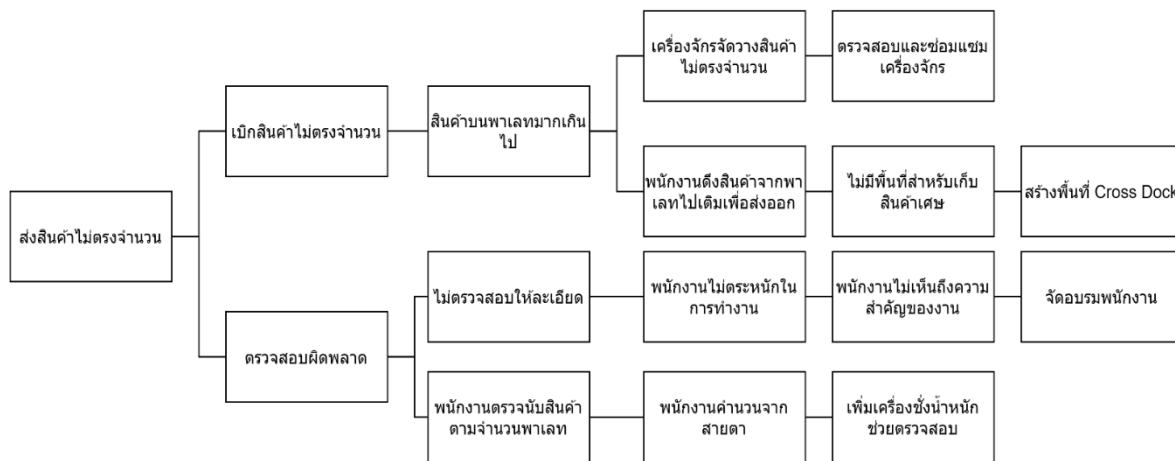 เครื่องจักรจัดวางสินค้า
ไม่ตรงจำนวน
ตรวจสอบและซ่อมแซม
เครื่องจักร
เบิกสินค้าไม่ตรงจำนวน
สินค้าบนพาเลทมากเกิน
ไป
พนักงานดึงสินค้าจากพา
เลทไปเติมเพื่อส่งออก
ไม่มีพื้นที่สำหรับเก็บ
สินค้าเศษ
สร้างพื้นที่ Cross Dock
ส่งสินค้าไม่ตรงจำนวน
ไม่ตรวจสอบให้ละเอียด
พนักงานไม่ตระหนักใน
การทำงาน
พนักงานไม่เห็นถึงความ
สำคัญของงาน
จัดอบรมพนักงาน
ตรวจสอบผิดพลาด
พนักงานตรวจนับสินค้า
ตามจำนวนพาเลท
พนักงานคำนวนจาก
สายตา
เพิ่มเครื่องชั่งน้ำหนัก
ช่วยตรวจสอบ